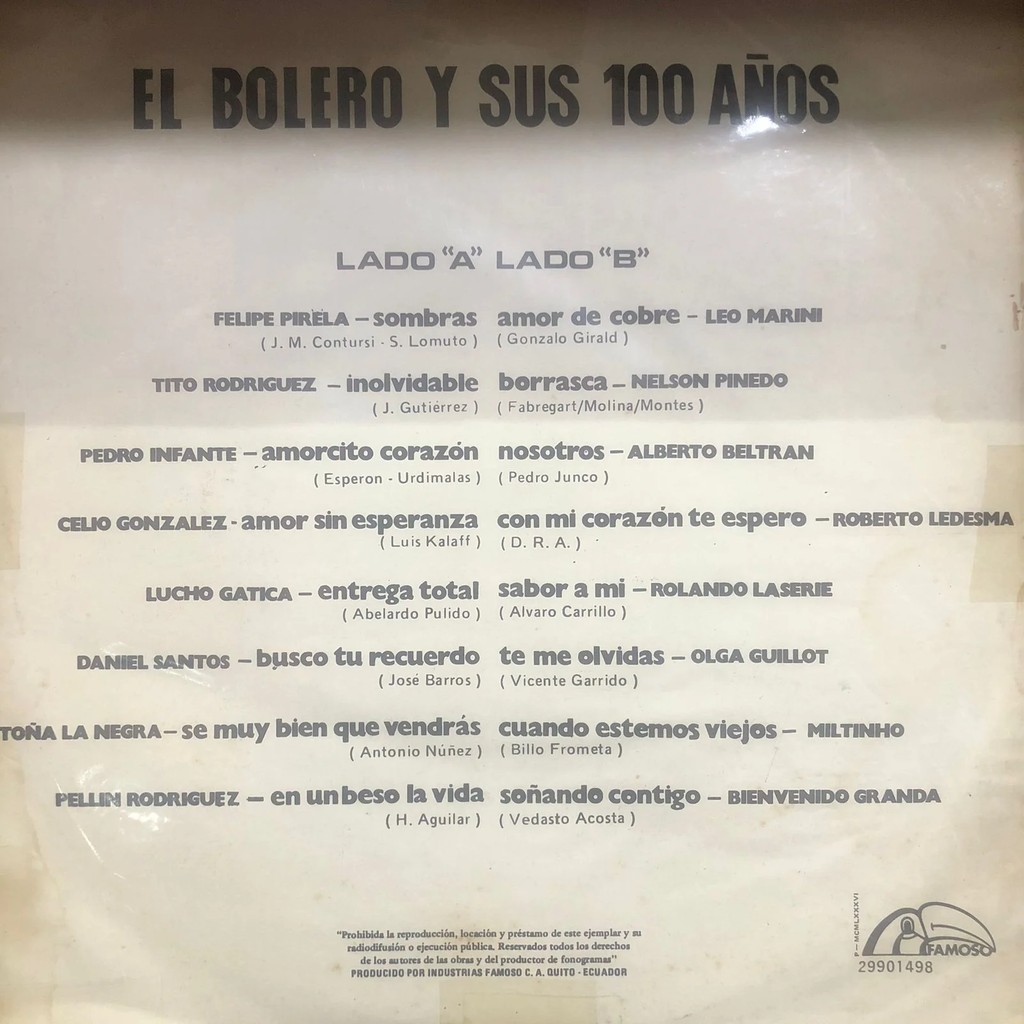 EL BOLERO Y SUS 100 AÑOS
LADO "A"
FELIPE PIRELA – sombras
( J. M. Contursi - S. Lomuto )
TITO RODRIGUEZ – inolvidable
( J. Gutiérrez )
PEDRO INFANTE – amorcito corazón
( Esperon - Urdimalas )
CELIO GONZALEZ - amor sin esperanza
( Luis Kalaff )
LUCHO GATICA – entrega total
( Abelardo Pulido )
DANIEL SANTOS – busco tu recuerdo
( José Barros )
TOÑA LA NEGRA – se muy bien que vendrás
( Antonio Núñez )
PELLIN RODRIGUEZ – en un beso la vida
( H. Aguilar )
LADO "B"
amor de cobre – LEO MARINI
( Gonzalo Girald )
borrasca – NELSON PINEDO
( Fabregart/Molina/Montes )
nosotros – ALBERTO BELTRAN
( Pedro Junco )
con mi corazón te espero – ROBERTO LEDESMA
( D. R. A. )
sabor a mi – ROLANDO LASERIE
( Alvaro Carrillo )
te me olvidas – OLGA GUILLOT
( Vicente Garrido )
cuando estemos viejos – MILTINHO
( Billo Frometa )
soñando contigo – BIENVENIDO GRANDA
( Vedasto Acosta )
"Prohibida la reproducción, locación y préstamo de este ejemplar y su
radiodifusión o ejecución pública. Reservados todos los derechos
de los autores de las obras y del productor de fonogramas"
PRODUCIDO POR INDUSTRIAS FAMOSO C. A. QUITO - ECUADOR
P – MCMLXXXVI
FAMOSO
29901498